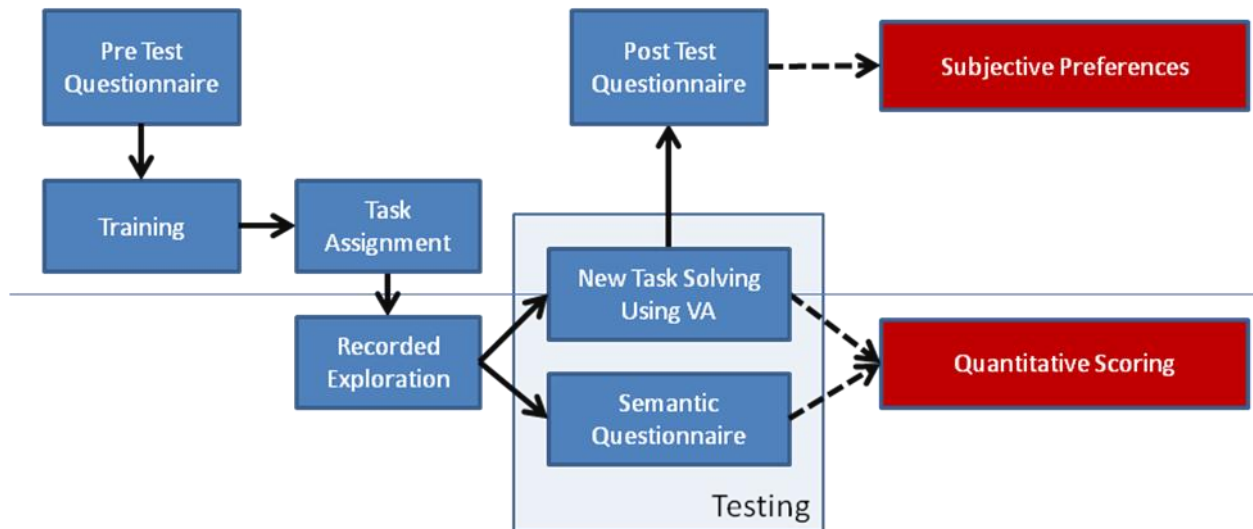 Pre Test
Questionnaire
Post Test
Questionnaire
Subjective Preferences
Training
Task
Assignment
New Task Solving
Using VA
Recorded
Exploration
Quantitative Scoring
Semantic
Questionnaire
Testing